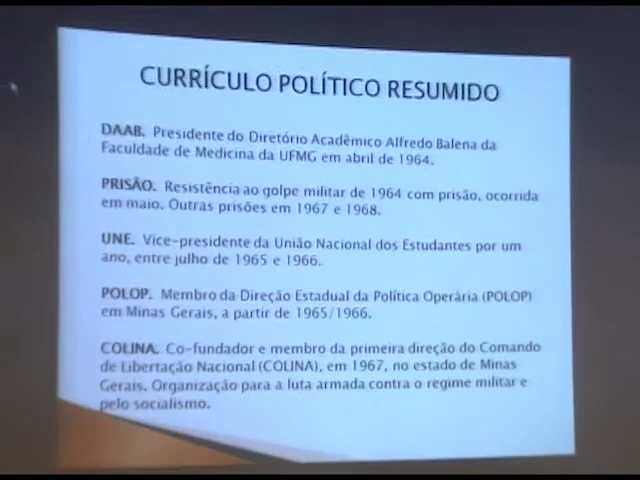 CURRÍCULO POLÍTICO RESUMIDO
DAAB. Presidente do Diretório Acadêmico Alfredo Balena da
Faculdade de Medicina da UFMG em abril de 1964.
PRISÃO. Resistência ao golpe militar de 1964 com prisão, ocorrida
em maio. Outras prisões em 1967 e 1968.
UNE. Vice-presidente da União Nacional dos Estudantes por um
ano, entre julho de 1965 e 1966.
POLOP. Membro da Direção Estadual da Política Operária (POLOP)
em Minas Gerais, a partir de 1965/1966.
COLINA. Co-fundador e membro da primeira direção do Comando
de Libertação Nacional (COLINA), em 1967, no estado de Minas
Gerais. Organização para a luta armada contra o regime militar e
pelo socialismo.